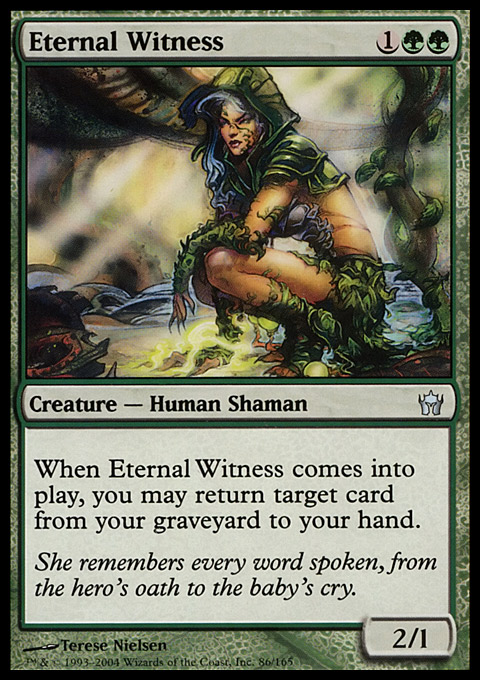 Eternal Witness 1
Creature — Human Shaman
When Eternal Witness comes into
play, you may return target card
from your graveyard to your hand.
She remembers every word spoken, from
the hero's oath to the baby's cry.
Terese Nielsen
2/1
™ & © 1993–2004 Wizards of the Coast, Inc. 86/165